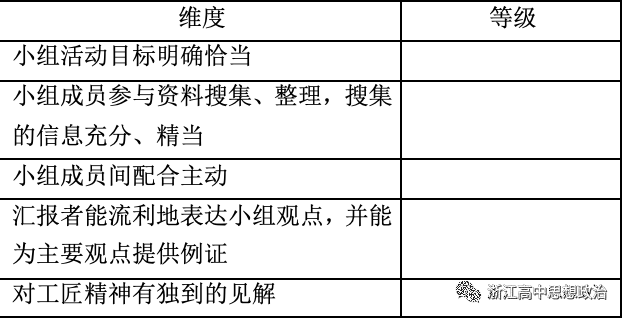 维度 等级
小组活动目标明确恰当
小组成员参与资料搜集、整理，搜集
的信息充分、精当
小组成员间配合主动
汇报者能流利地表达小组观点，并能
为主要观点提供例证
对工匠精神有独到的见解
浙江高中思想政治